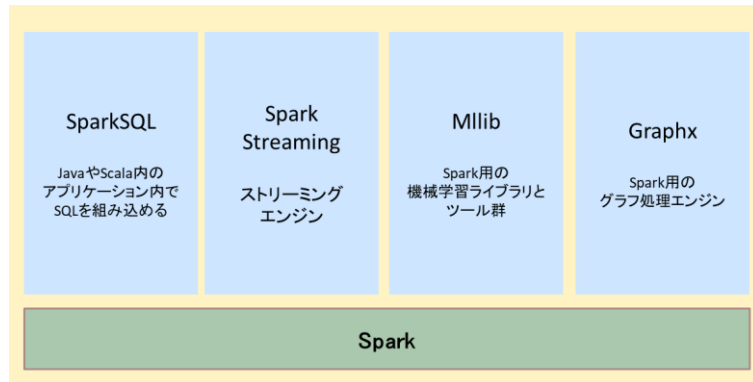 SparkSQL
JavaやScala内の
アプリケーション内で
SQLを組み込める
Spark
Streaming
ストリーミング
エンジン
Mllib
Spark用の
機械学習ライブラリと
ツール群
Graphx
Spark用の
グラフ処理エンジン
Spark